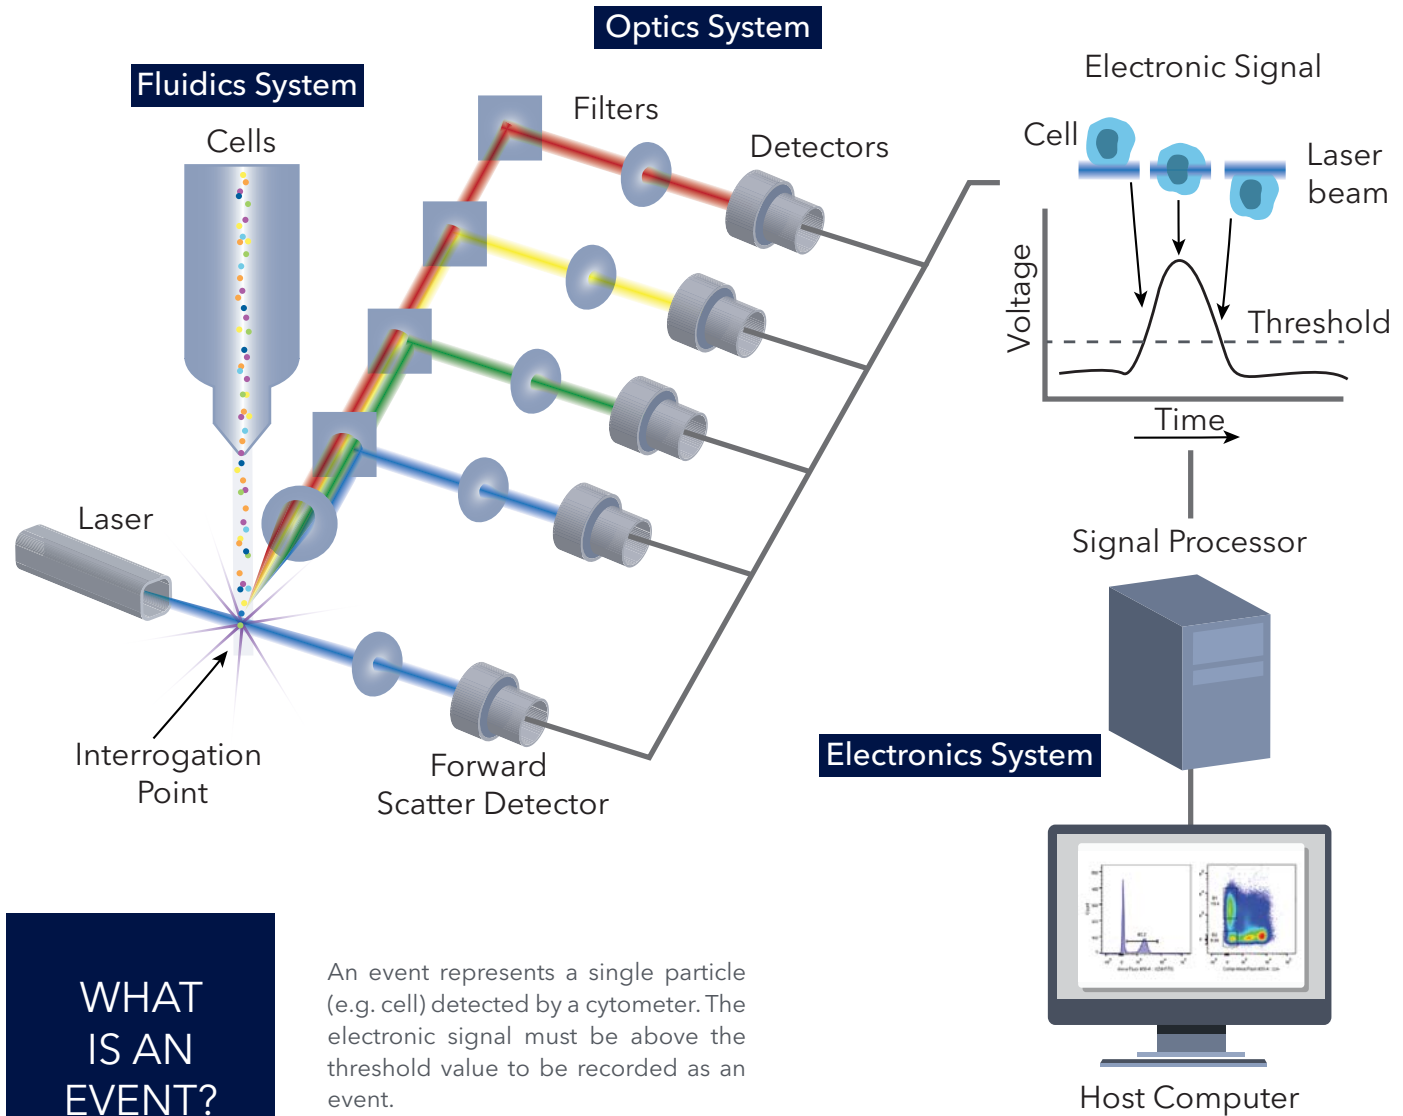 Optics System
Fluidics System
Cells
Filters
Detectors
Electronic Signal
Cell
Laser
beam
Voltage
Threshold
Time
Laser
Signal Processor
Interrogation
Point
Forward
Scatter Detector
Electronics System
Host Computer
WHAT
IS AN
EVENT?
An event represents a single particle
(e.g. cell) detected by a cytometer. The
electronic signal must be above the
threshold value to be recorded as an
event.